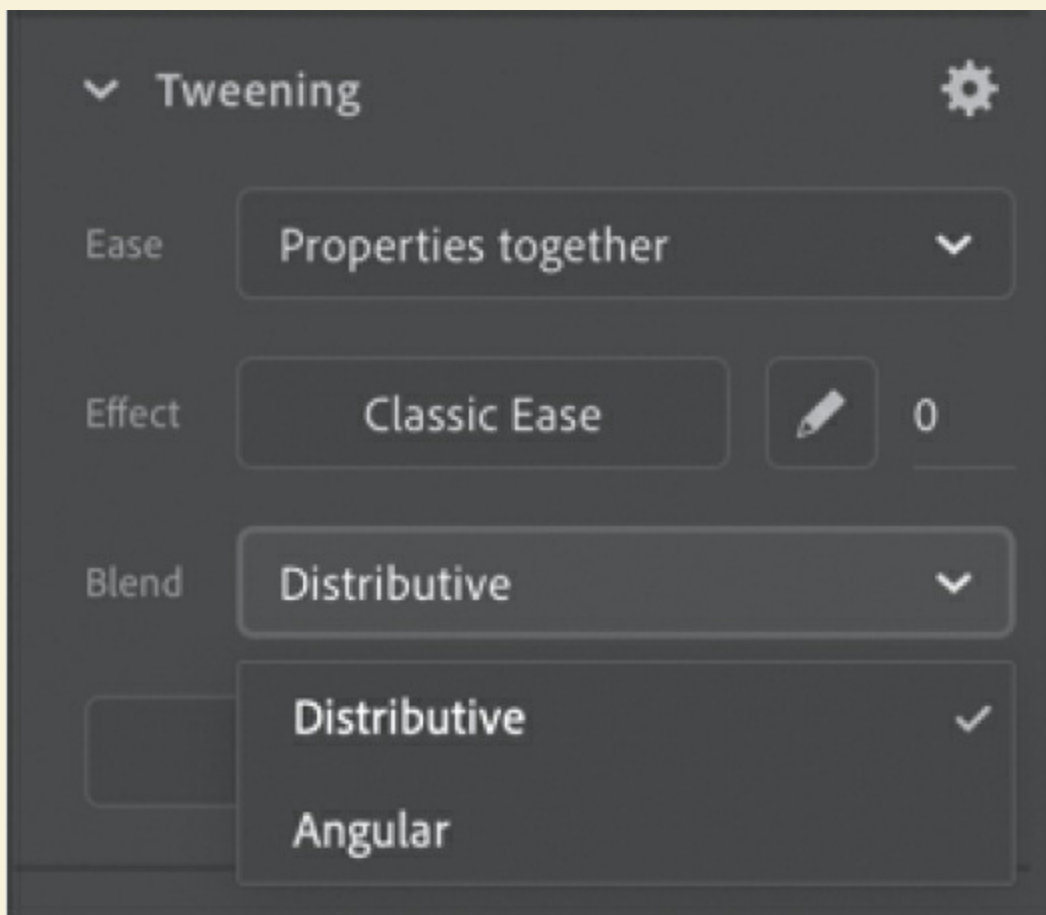 Tweening
Ease Properties together
Effect Classic Ease 0
Blend Distributive
Distributive
Angular